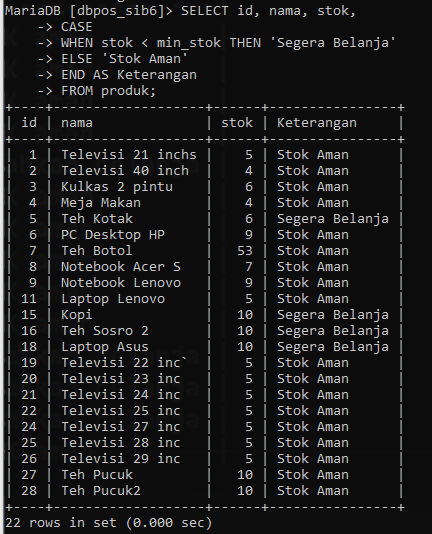 MariaDB [dbpos_sib6]> SELECT id, nama, stok,
    -> CASE
    -> WHEN stok < min_stok THEN 'Segera Belanja'
    -> ELSE 'Stok Aman'
    -> END AS Keterangan
    -> FROM produk;
+----+-------------------+------+----------------+
| id | nama              | stok | Keterangan     |
+----+-------------------+------+----------------+
|  1 | Televisi 21 inchs |    5 | Stok Aman      |
|  2 | Televisi 40 inch  |    4 | Stok Aman      |
|  3 | Kulkas 2 pintu    |    6 | Stok Aman      |
|  4 | Meja Makan        |    4 | Stok Aman      |
|  5 | Teh Kotak         |    6 | Segera Belanja |
|  6 | PC Desktop HP     |    9 | Stok Aman      |
|  7 | Teh Botol         |   53 | Stok Aman      |
|  8 | Notebook Acer S   |    7 | Stok Aman      |
|  9 | Notebook Lenovo   |    9 | Stok Aman      |
| 11 | Laptop Lenovo     |    5 | Stok Aman      |
| 15 | Kopi              |   10 | Segera Belanja |
| 16 | Teh Sosro 2       |   10 | Segera Belanja |
| 18 | Laptop Asus       |   10 | Segera Belanja |
| 19 | Televisi 22 inc`  |    5 | Stok Aman      |
| 20 | Televisi 23 inc   |    5 | Stok Aman      |
| 21 | Televisi 24 inc   |    5 | Stok Aman      |
| 22 | Televisi 25 inc   |    5 | Stok Aman      |
| 24 | Televisi 27 inc   |    5 | Stok Aman      |
| 25 | Televisi 28 inc   |    5 | Stok Aman      |
| 26 | Televisi 29 inc   |    5 | Stok Aman      |
| 27 | Teh Pucuk         |   10 | Stok Aman      |
| 28 | Teh Pucuk2        |   10 | Stok Aman      |
+----+-------------------+------+----------------+
22 rows in set (0.000 sec)